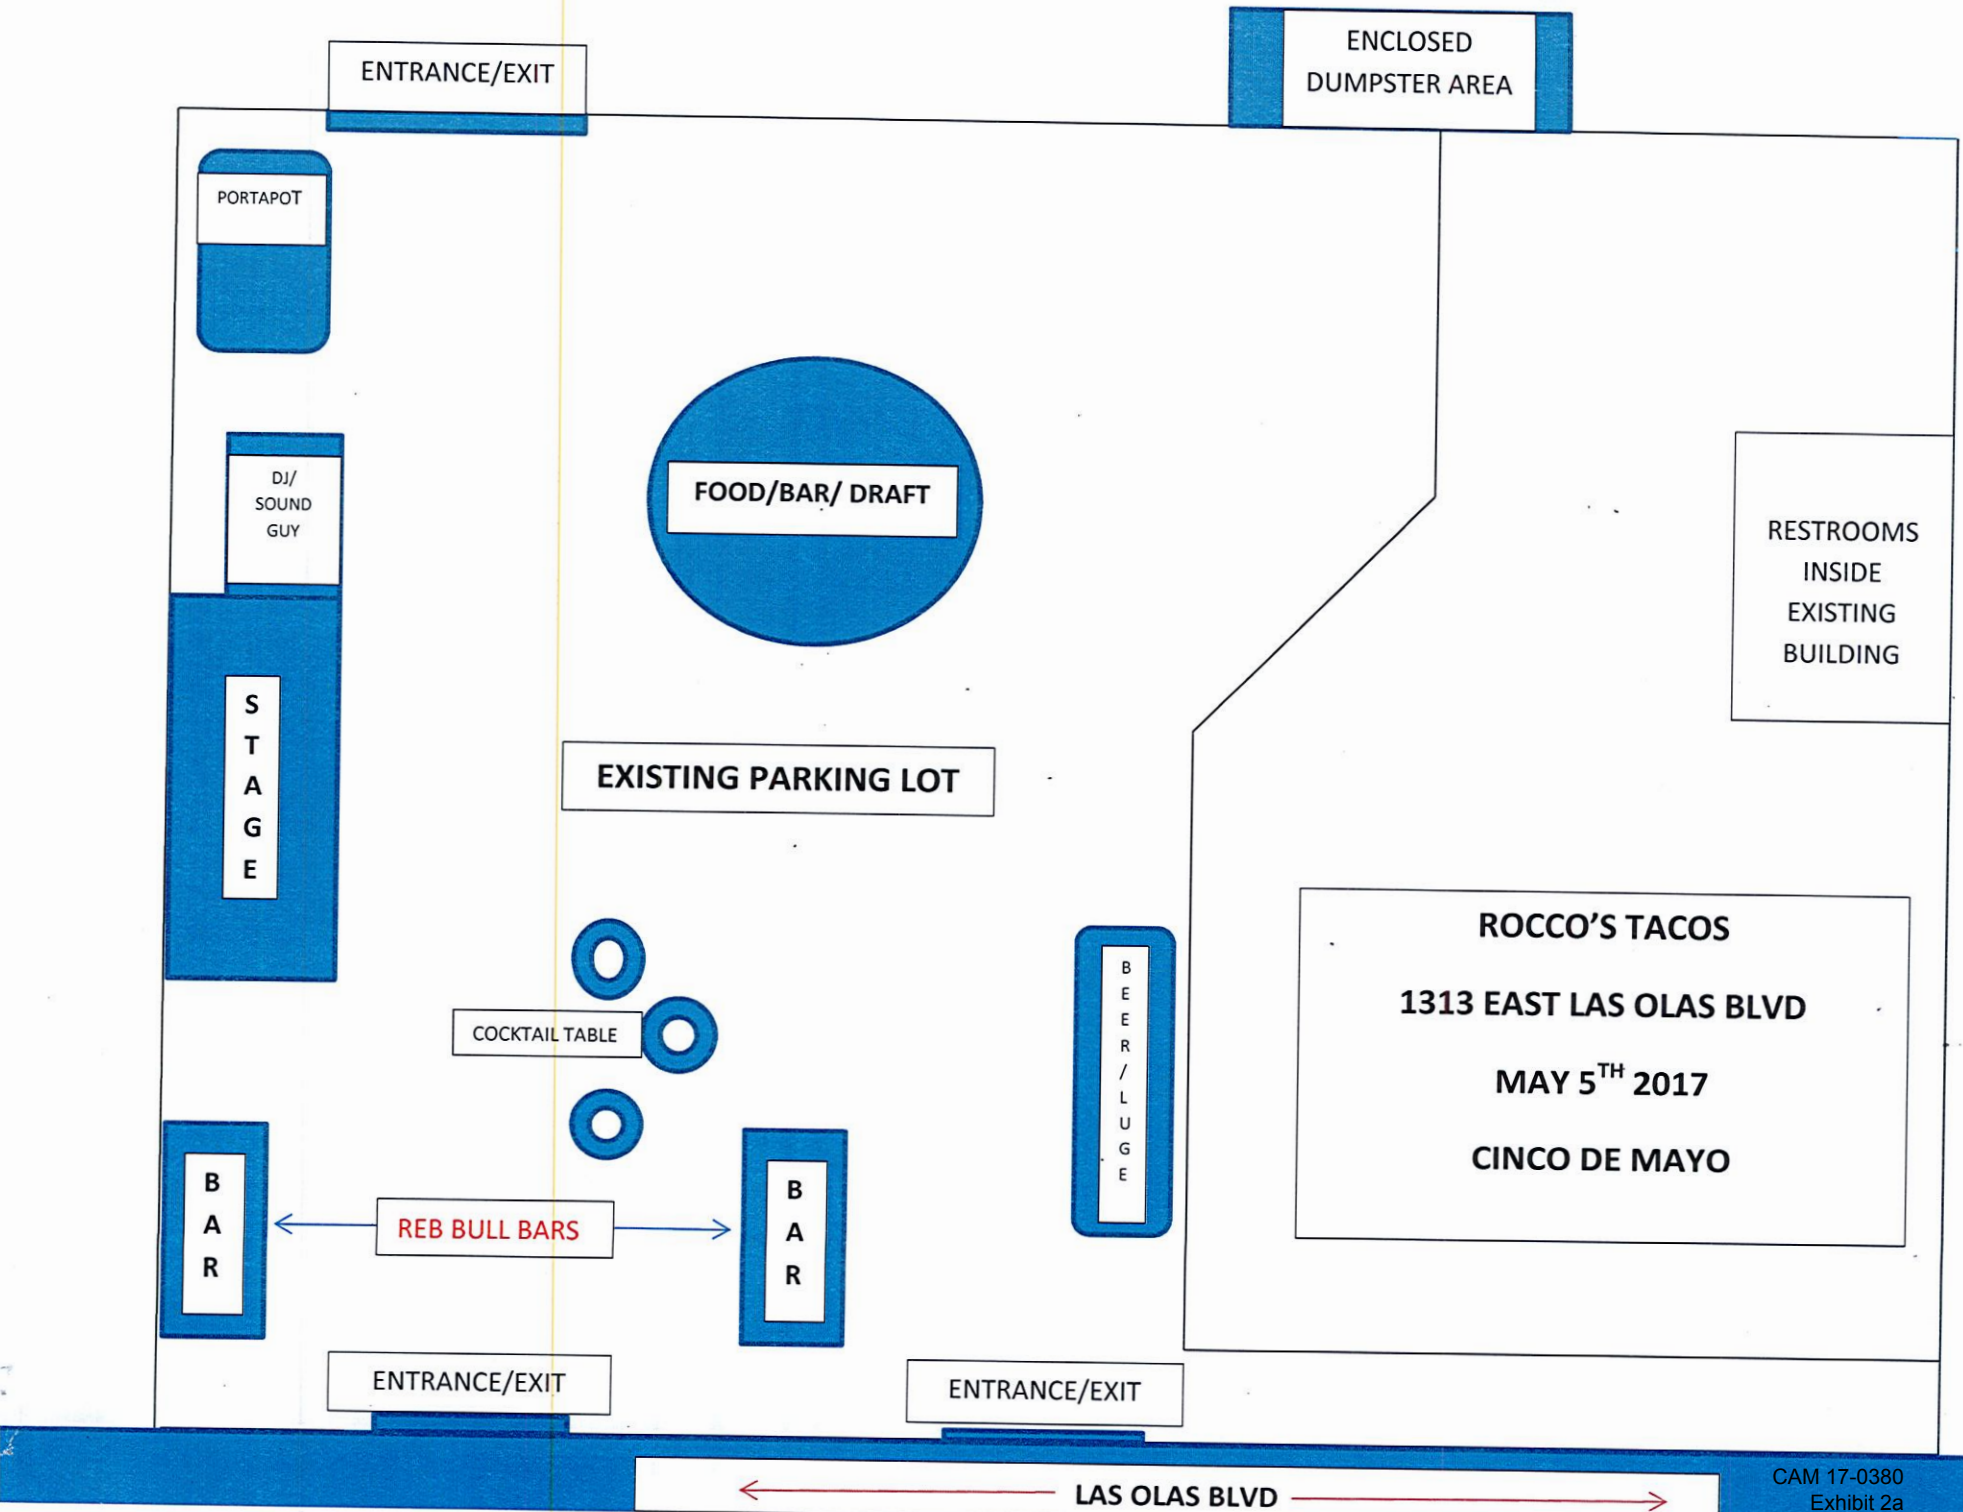 ENTRANCE/EXIT
ENCLOSED
DUMPSTER AREA
PORTAPOT
DJ/
SOUND
GUY
FOOD/BAR/ DRAFT
RESTROOMS
INSIDE
EXISTING
BUILDING
S
T
A
G
E
EXISTING PARKING LOT
ROCCO'S TACOS
1313 EAST LAS OLAS BLVD
MAY 5TH 2017
CINCO DE MAYO
COCKTAIL TABLE
B
E
E
R
/
L
U
G
E
B
A
R
REB BULL BARS
B
A
R
ENTRANCE/EXIT
ENTRANCE/EXIT
LAS OLAS BLVD
CAM 17-0380
Exhibit 2a